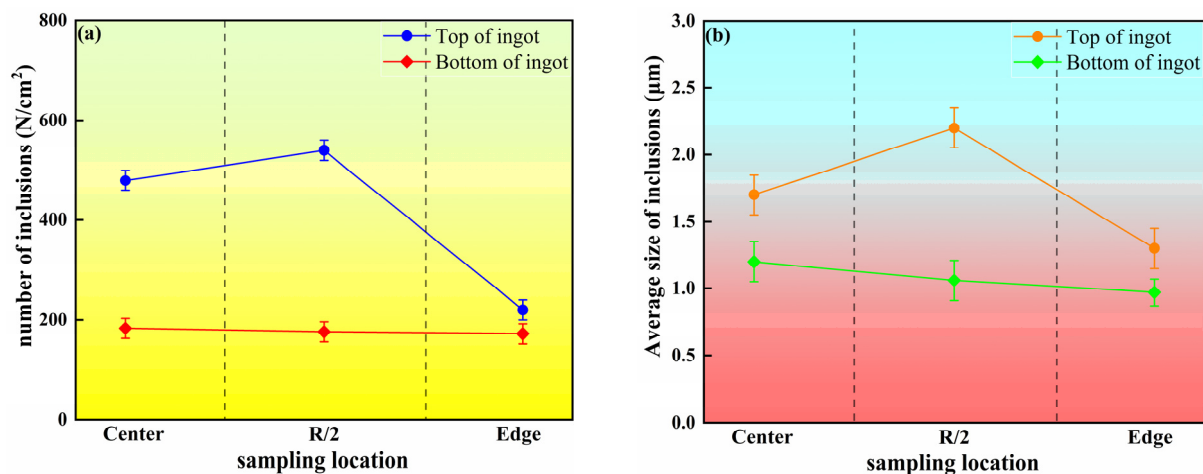 (a)
Top of ingot
Bottom of ingot
number of inclusions (N/cm²)
800
600
400
200
0
Center R/2 Edge
sampling location
(b)
Top of ingot
Bottom of ingot
Average size of inclusions (μm)
3.0
2.5
2.0
1.5
1.0
0.5
0.0
Center R/2 Edge
sampling location